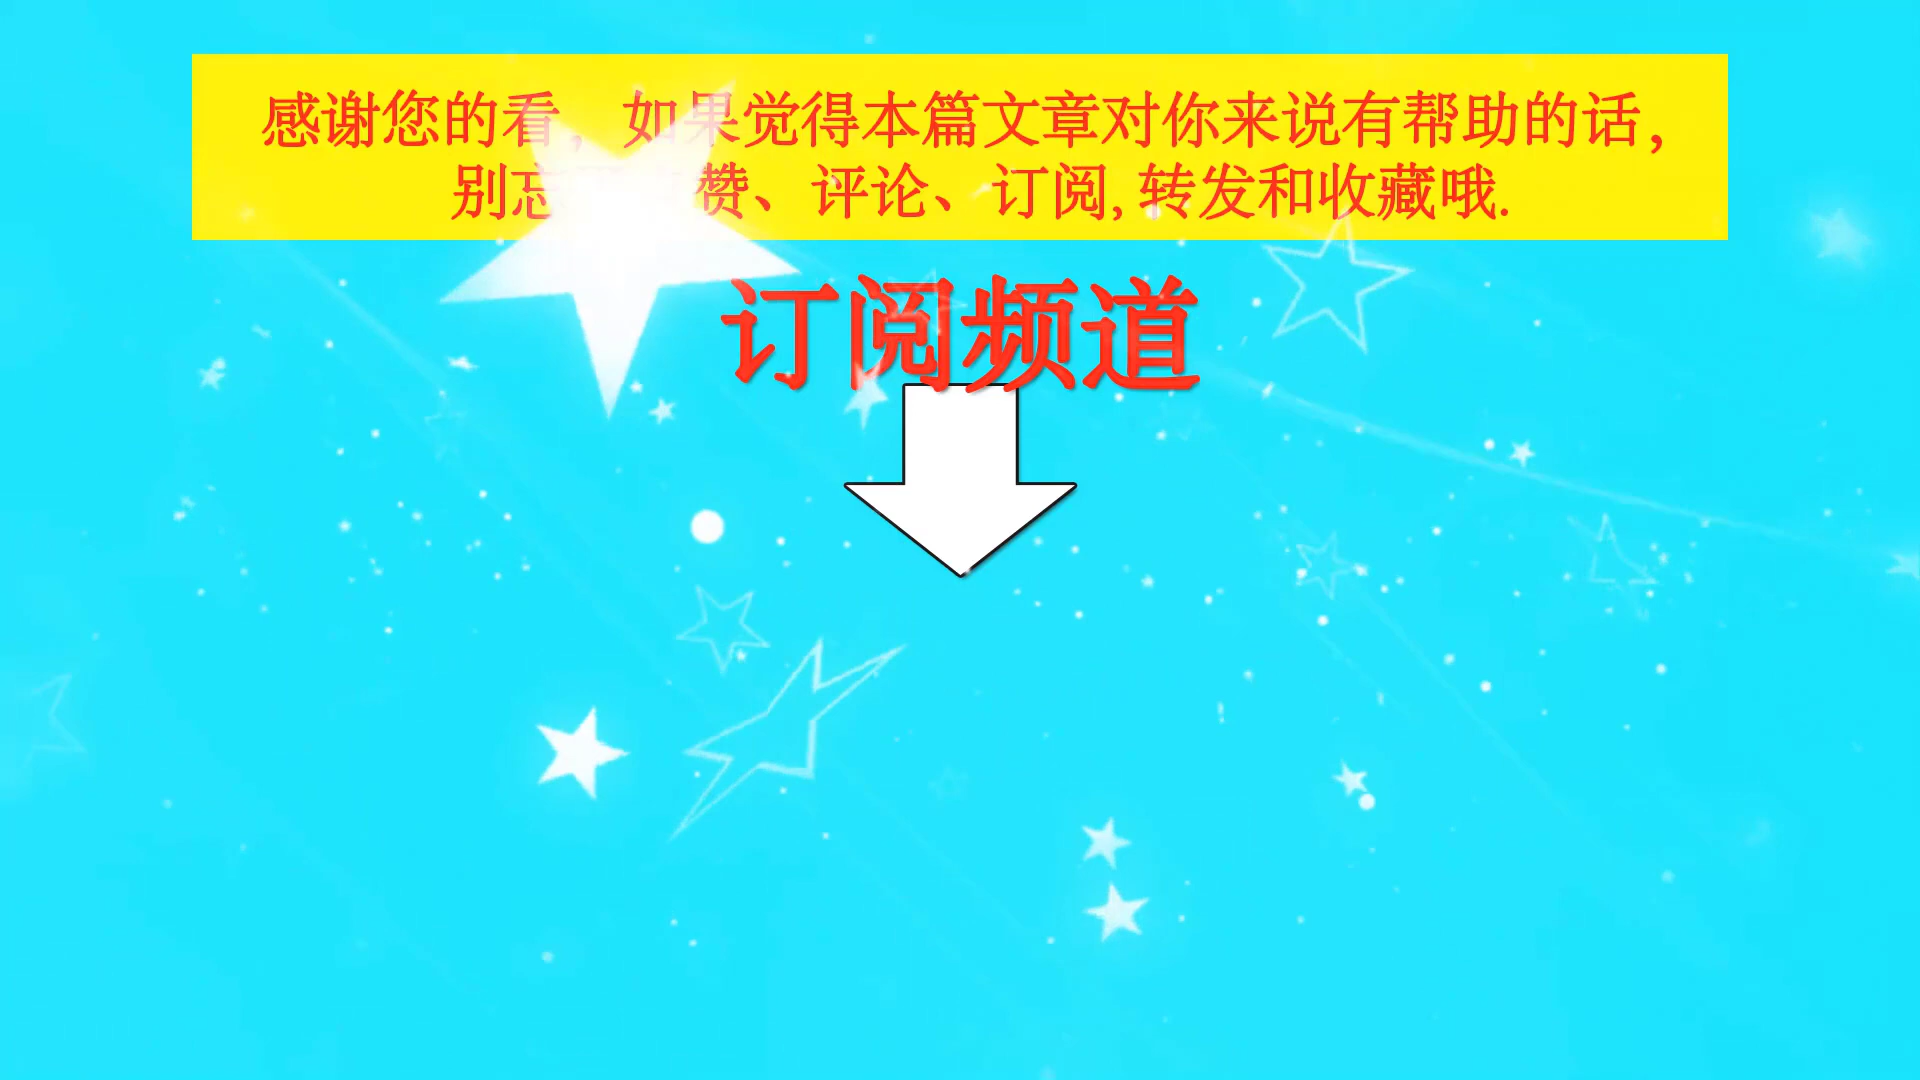 感谢您的看，如果觉得本篇文章对你来说有帮助的话，
别忘赞、评论、订阅,转发和收藏哦.
订阅频道